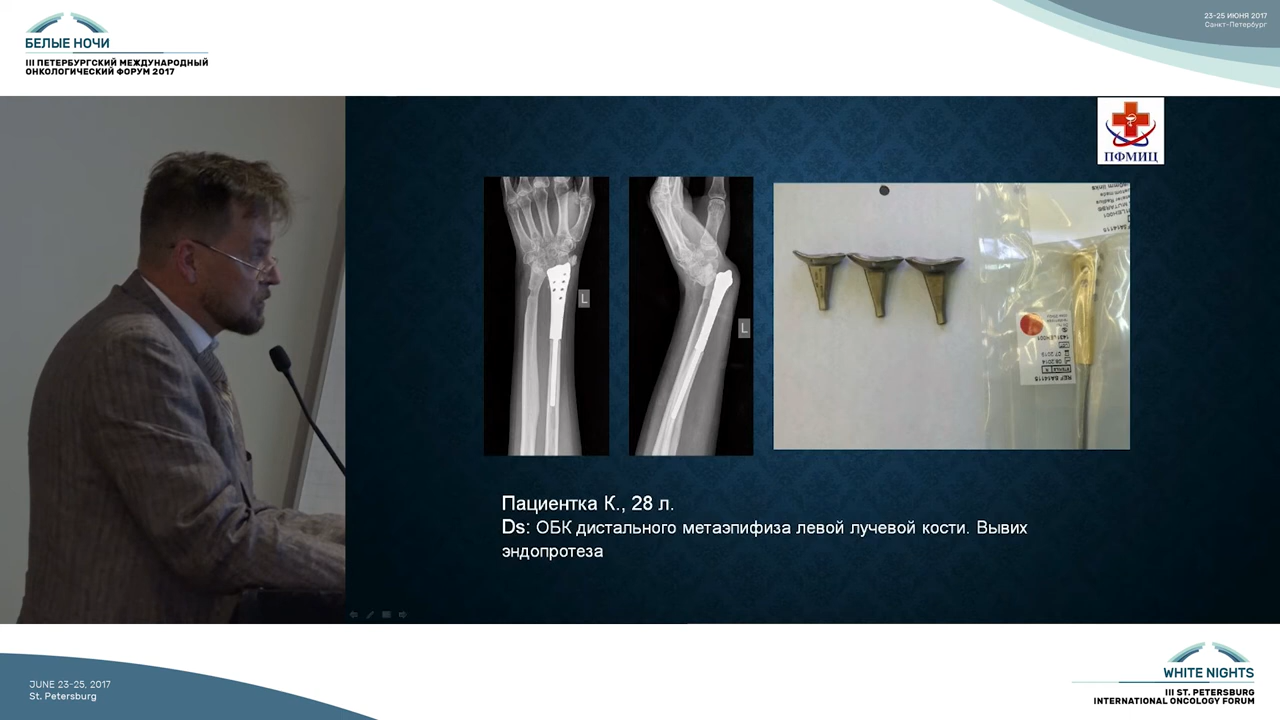 БЕЛЫЕ НОЧИ
III ПЕТЕРБУРГСКИЙ МЕЖДУНАРОДНЫЙ
ОНКОЛОГИЧЕСКИЙ ФОРУМ 2017
23-25 ИЮНЯ 2017
Санкт-Петербург
ПФМИЦ
L
L
Пациентка К., 28 л.
Ds: ОБК дистального метаэпифиза левой лучевой кости. Вывих
эндопротеза
JUNE 23-25, 2017
St. Petersburg
WHITE NIGHTS
III ST. PETERSBURG
INTERNATIONAL ONCOLOGY FORUM